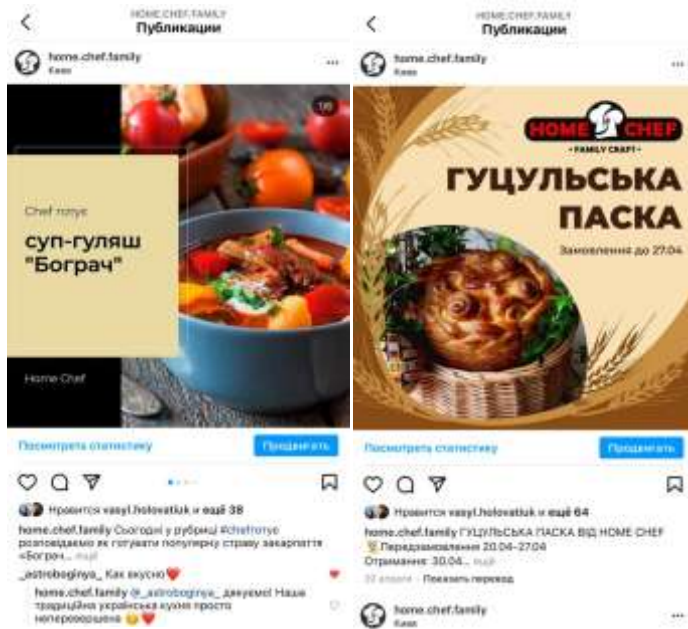 HOME.CHEF.FAMILY
Публикации
home.chef.family
Киев
1/5
Chef готує
суп-гуляш
"Бограч"
Home Chef
Посмотреть статистику
Продвигать
Нравится vasyl.holovatiuk и ещё 38
home.chef.family Сьогодні у рубриці #chefготує
розповідаємо як готувати популярну страву закарпаття
«Бограч... ещё
_astroboginya_ Как вкусно❤️
home.chef.family @_astroboginya_ дякуємо! Наша
традиційна українська кухня просто
неперевершена
HOME.CHEF.FAMILY
Публикации
home.chef.family
Киев
HOME CHEF
- FAMILY CRAFT -
ГУЦУЛЬСЬКА
ПАСКА
Замовлення до 27.04
Посмотреть статистику
Продвигать
Нравится vasyl.holovatiuk и ещё 64
home.chef.family ГУЦУЛЬСЬКА ПАСКА ВІД HOME CHEF
Передзамовлення 20.04-27.04
Отримання: 30.04... ещё
апреля · Показать перевод
home.chef.family
Киев